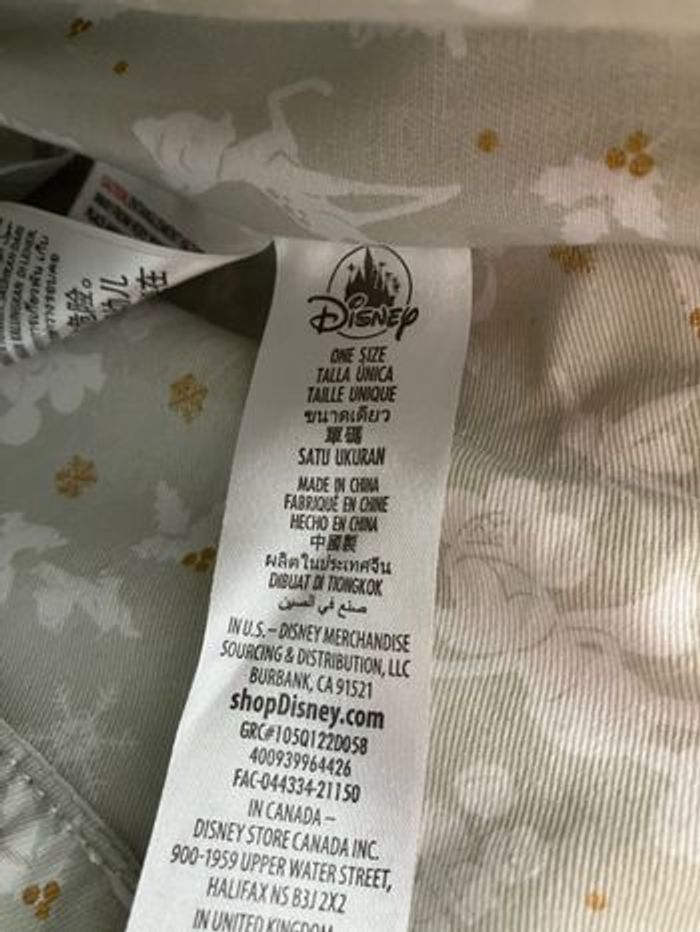 Disney
ONE SIZE
TALLA ÚNICA
TAILLE UNIQUE
ขนาดเดียว
單碼
SATU UKURAN
MADE IN CHINA
FABRIQUÉ EN CHINE
HECHO EN CHINA
中國製
ผลิตในประเทศจีน
DIBUAT DI TIONGKOK
صنع في الصين
IN U.S. – DISNEY MERCHANDISE
SOURCING & DISTRIBUTION, LLC
BURBANK, CA 91521
shopDisney.com
GRC#105Q122D058
400939964426
FAC-044334-21150
IN CANADA –
DISNEY STORE CANADA INC.
900-1959 UPPER WATER STREET,
HALIFAX NS B3J 2X2
IN UNITED KINGDOM